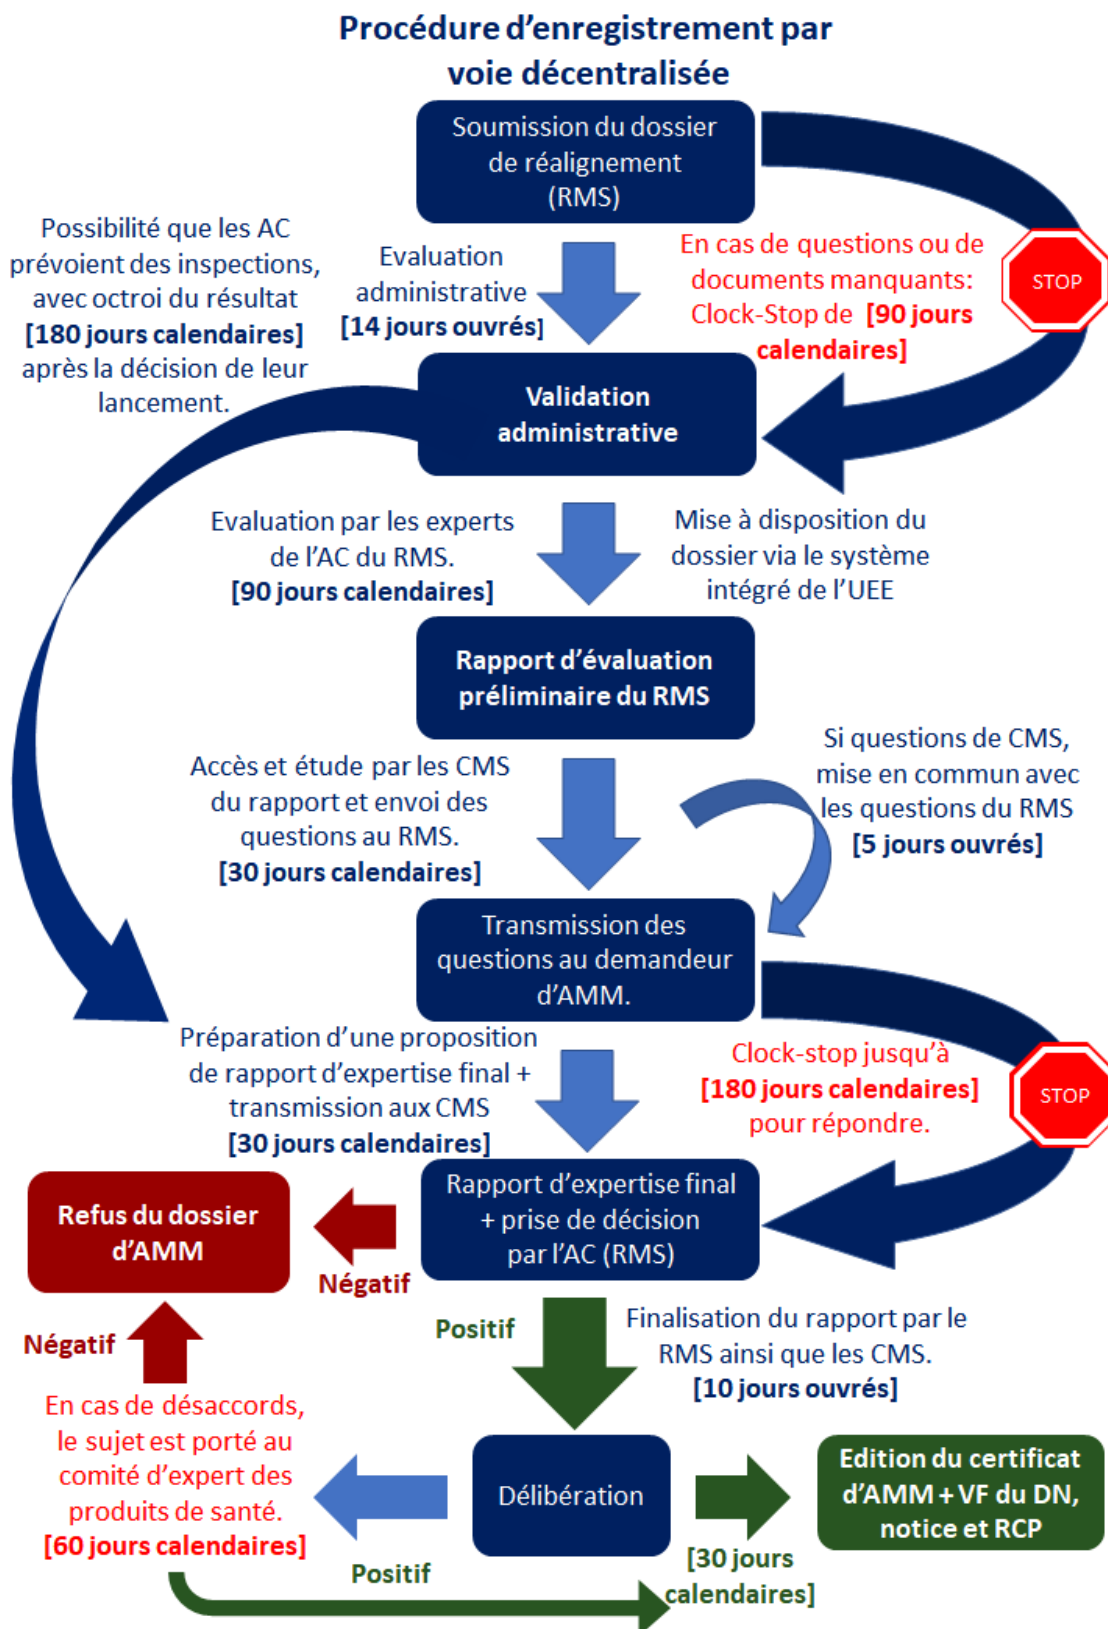 Procédure d'enregistrement par
voie décentralisée
Soumission du dossier
de réalignement
(RMS)
Possibilité que les AC
prévoient des inspections,
avec octroi du résultat
[180 jours calendaires]
après la décision de leur
lancement.
Evaluation
administrative
[14 jours ouvrés]
En cas de questions ou de
documents manquants:
Clock-Stop de [90 jours
calendaires]
STOP
Validation
administrative
Evaluation par les experts
de l'AC du RMS.
[90 jours calendaires]
Mise à disposition du
dossier via le système
intégré de l'UEE
Rapport d'évaluation
préliminaire du RMS
Accès et étude par les CMS
du rapport et envoi des
questions au RMS.
[30 jours calendaires]
Si questions de CMS,
mise en commun avec
les questions du RMS
[5 jours ouvrés]
Transmission des
questions au demandeur
d'AMM.
Préparation d'une proposition
de rapport d'expertise final +
transmission aux CMS
[30 jours calendaires]
Clock-stop jusqu'à
[180 jours calendaires]
pour répondre.
STOP
Rapport d'expertise final
+ prise de décision
par l'AC (RMS)
Refus du dossier
d'AMM
Négatif
Positif
Finalisation du rapport par le
RMS ainsi que les CMS.
[10 jours ouvrés]
Négatif
En cas de désaccords,
le sujet est porté au
comité d'expert des
produits de santé.
[60 jours calendaires]
Délibération
Edition du certificat
d'AMM + VF du DN,
notice et RCP
[30 jours
calendaires]
Positif